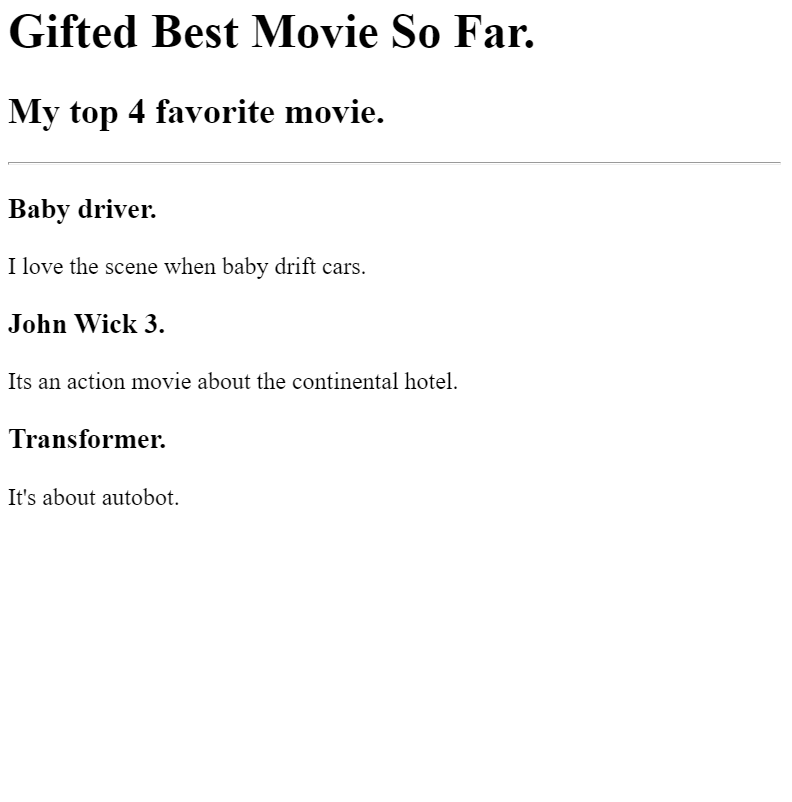 Gifted Best Movie So Far.
My top 4 favorite movie.
Baby driver.
I love the scene when baby drift cars.
John Wick 3.
Its an action movie about the continental hotel.
Transformer.
It's about autobot.